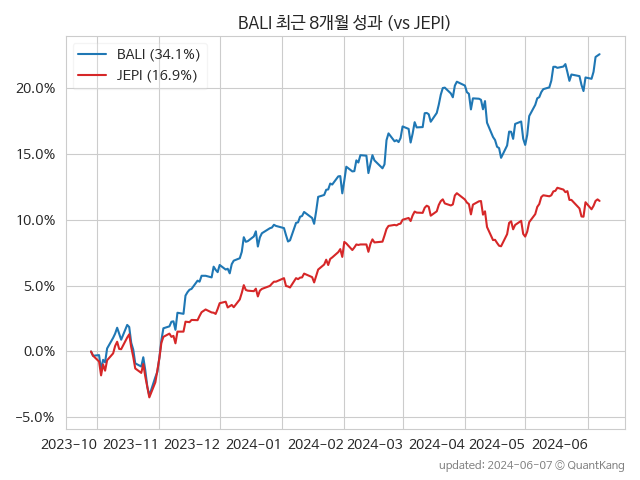 BALI 최근 8개월 성과 (vs JEPI)
BALI (34.1%)
JEPI (16.9%)
20.0%
15.0%
10.0%
5.0%
0.0%
−5.0%
2023-10 2023-11 2023-12 2024-01 2024-02 2024-03 2024-04 2024-05 2024-06
updated: 2024-06-07 © QuantKang